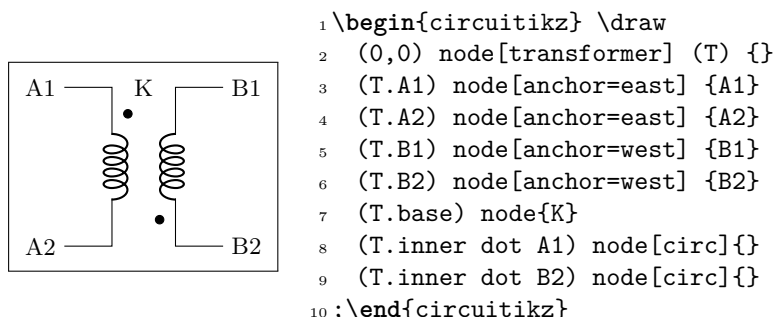 A1 K B1
A2 B2
1 \begin{circuitikz} \draw
2 (0,0) node[transformer] (T) {}
3 (T.A1) node[anchor=east] {A1}
4 (T.A2) node[anchor=east] {A2}
5 (T.B1) node[anchor=west] {B1}
6 (T.B2) node[anchor=west] {B2}
7 (T.base) node{K}
8 (T.inner dot A1) node[circ]{}
9 (T.inner dot B2) node[circ]{}
10 ;\end{circuitikz}